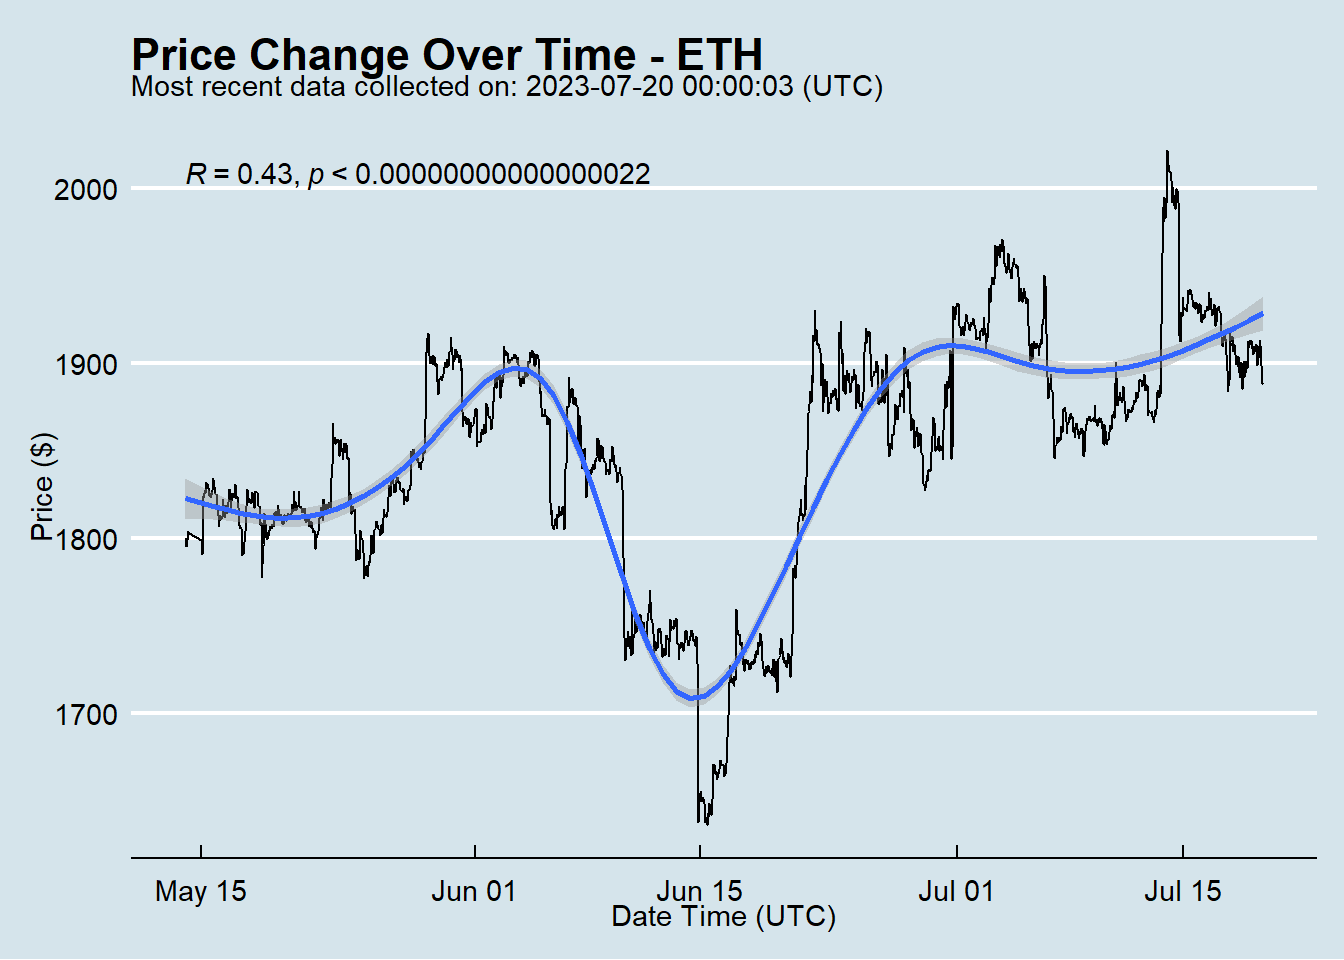 Price Change Over Time - ETH
Most recent data collected on: 2023-07-20 00:00:03 (UTC)
R = 0.43, p < 0.00000000000000022
2000
1900
1800
1700
Price ($)
May 15
Jun 01
Jun 15
Jul 01
Jul 15
Date Time (UTC)